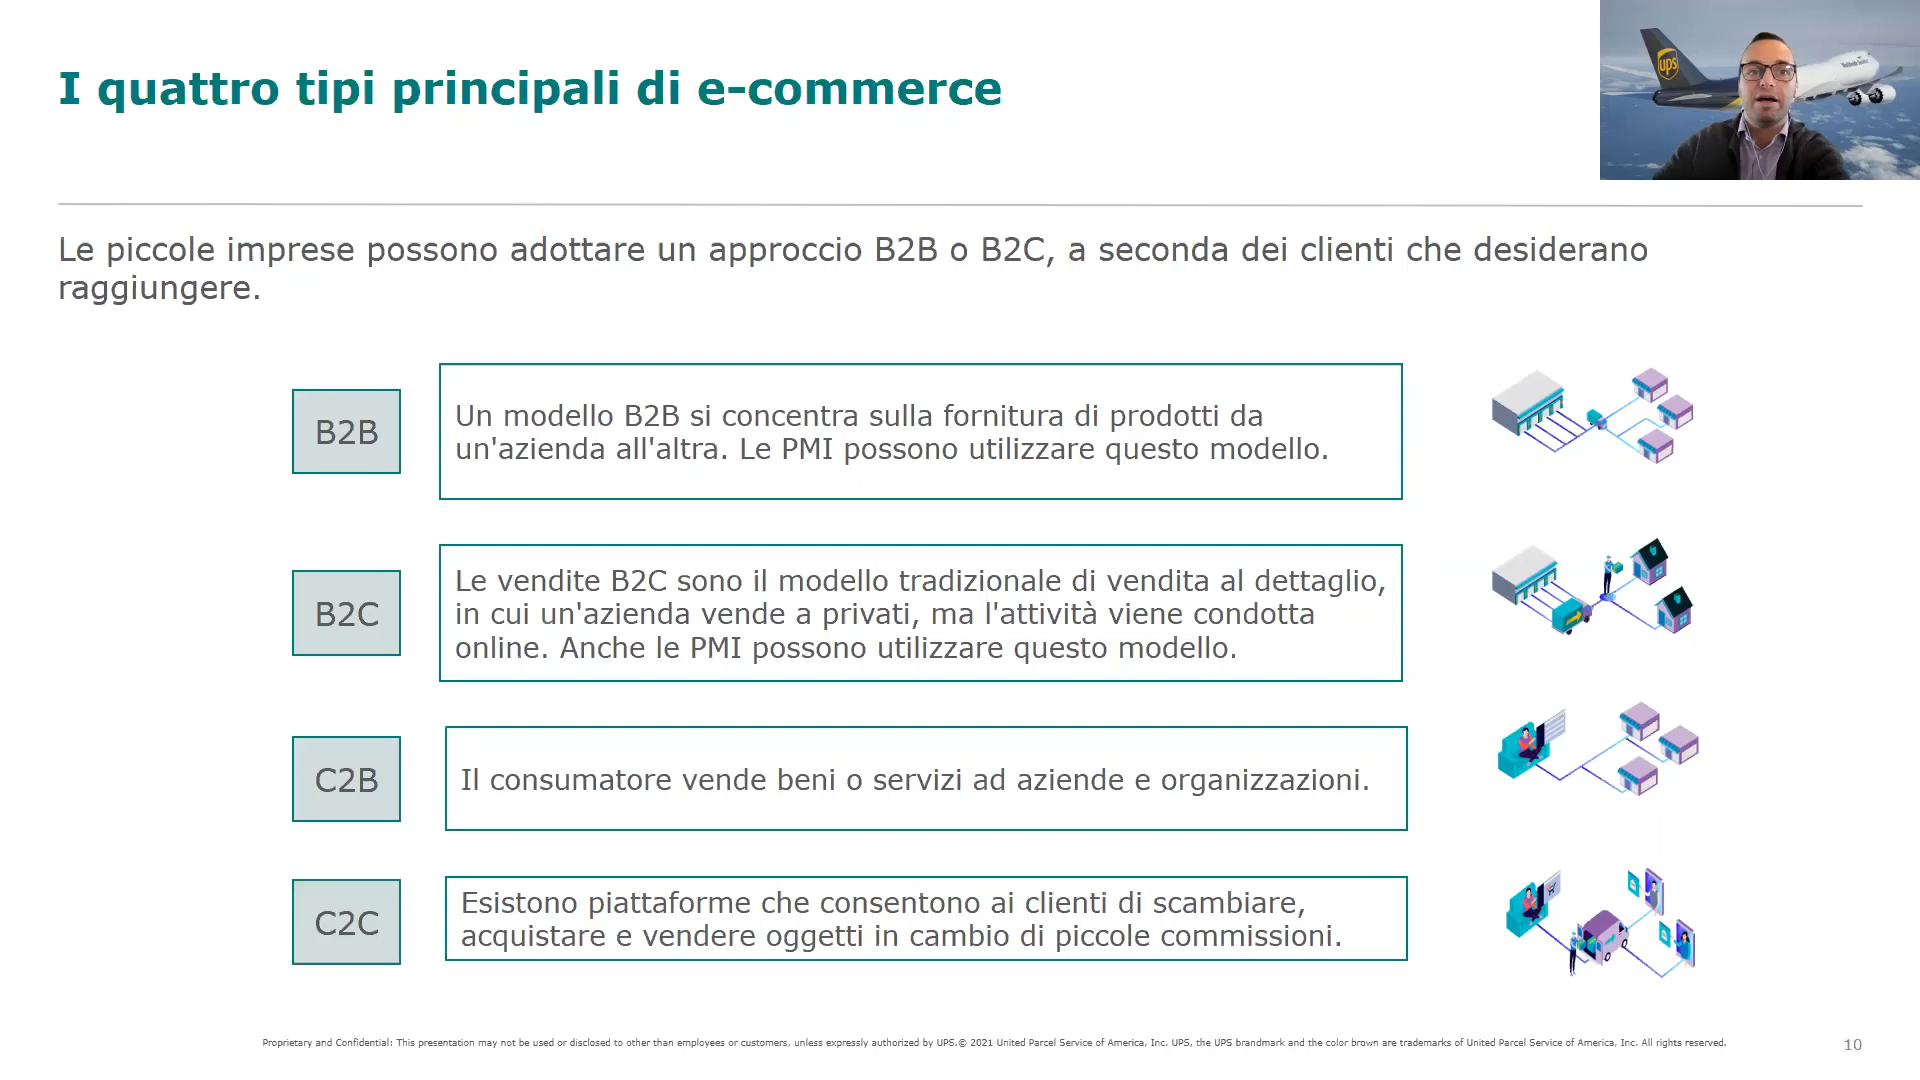 I quattro tipi principali di e-commerce
ups
Le piccole imprese possono adottare un approccio B2B o B2C, a seconda dei clienti che desiderano
raggiungere.
B2B
Un modello B2B si concentra sulla fornitura di prodotti da
un'azienda all'altra. Le PMI possono utilizzare questo modello.
B2C
Le vendite B2C sono il modello tradizionale di vendita al dettaglio,
in cui un'azienda vende a privati, ma l'attività viene condotta
online. Anche le PMI possono utilizzare questo modello.
C2B
Il consumatore vende beni o servizi ad aziende e organizzazioni.
C2C
Esistono piattaforme che consentono ai clienti di scambiare,
acquistare e vendere oggetti in cambio di piccole commissioni.
Proprietary and Confidential: This presentation may not be used or disclosed to other than employees or customers, unless expressly authorized by UPS.© 2021 United Parcel Service of America, Inc. UPS, the UPS brandmark and the color brown are trademarks of United Parcel Service of America, Inc. All rights reserved.
10